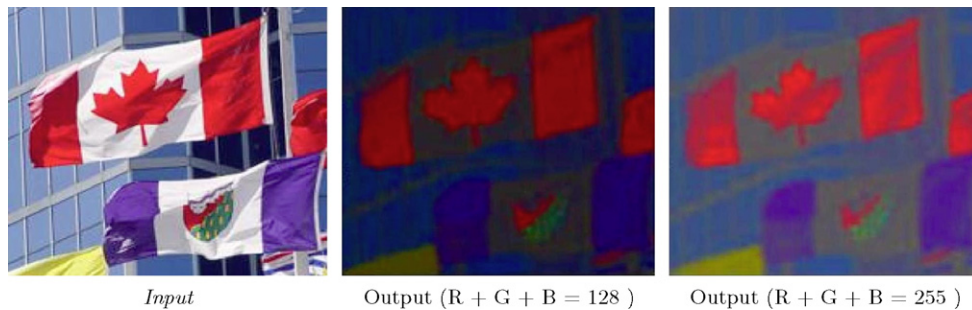 Input
Output (R + G + B = 128 )
Output (R + G + B = 255 )